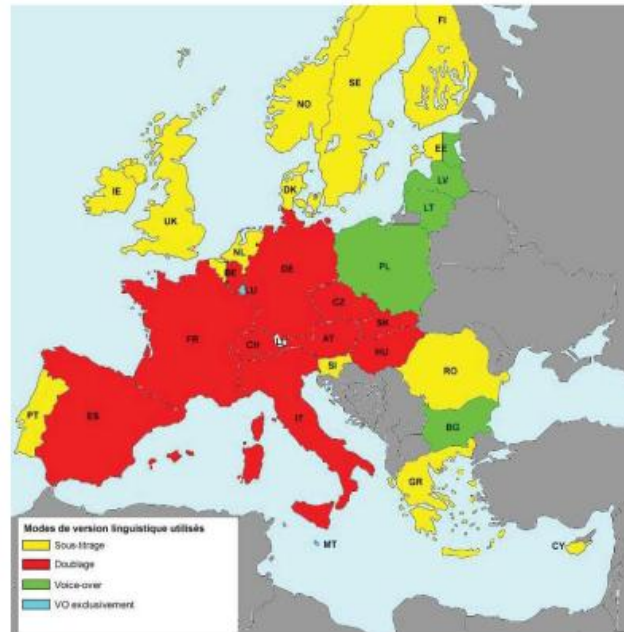 FI
SE
NO
EE
LV
LT
DK
IE
UK
NL
BE
DE
PL
LU
CZ
SK
FR
CH
LI
AT
HU
SI
RO
PT
ES
IT
BG
GR
MT
CY
Modes de version linguistique utilisés
Sous-titrage
Doublage
Voice-over
VO exclusivement